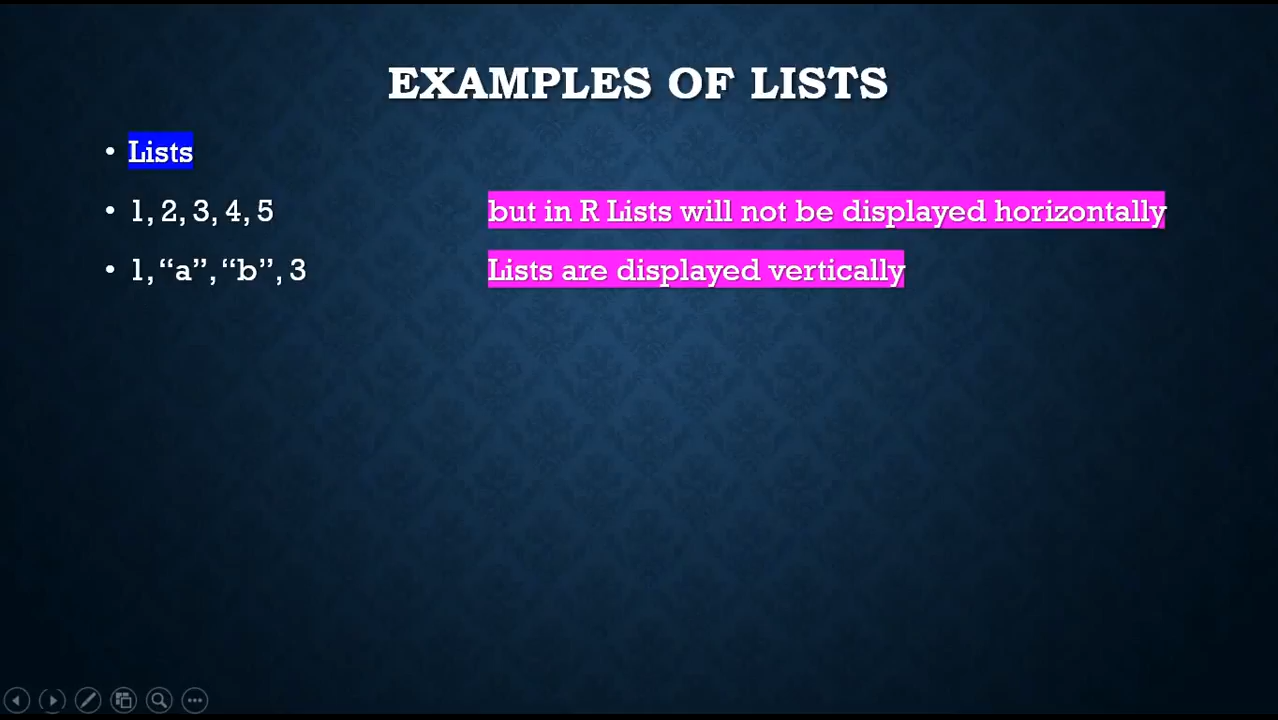 EXAMPLES OF LISTS
• Lists
• 1, 2, 3, 4, 5 but in R Lists will not be displayed horizontally
• 1, “a”, “b”, 3 Lists are displayed vertically